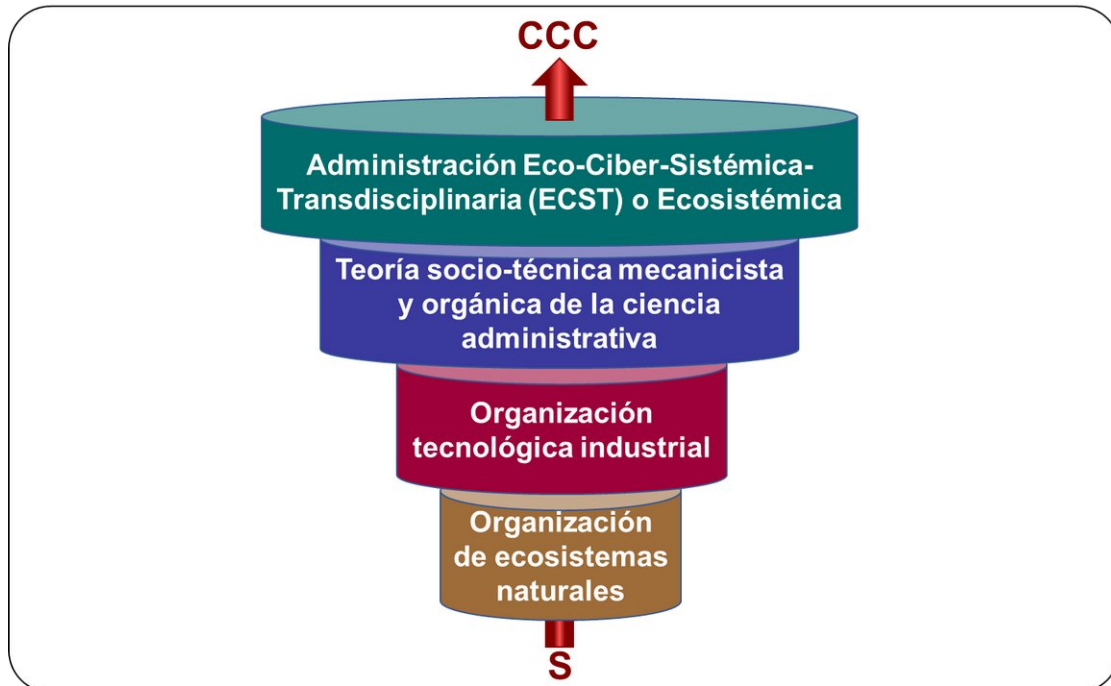 CCC
Administración Eco-Ciber-Sistémica-
Transdisciplinaria (ECST) o Ecosistémica
Teoría socio-técnica mecanicista
y orgánica de la ciencia
administrativa
Organización
tecnológica industrial
Organización
de ecosistemas
naturales
S